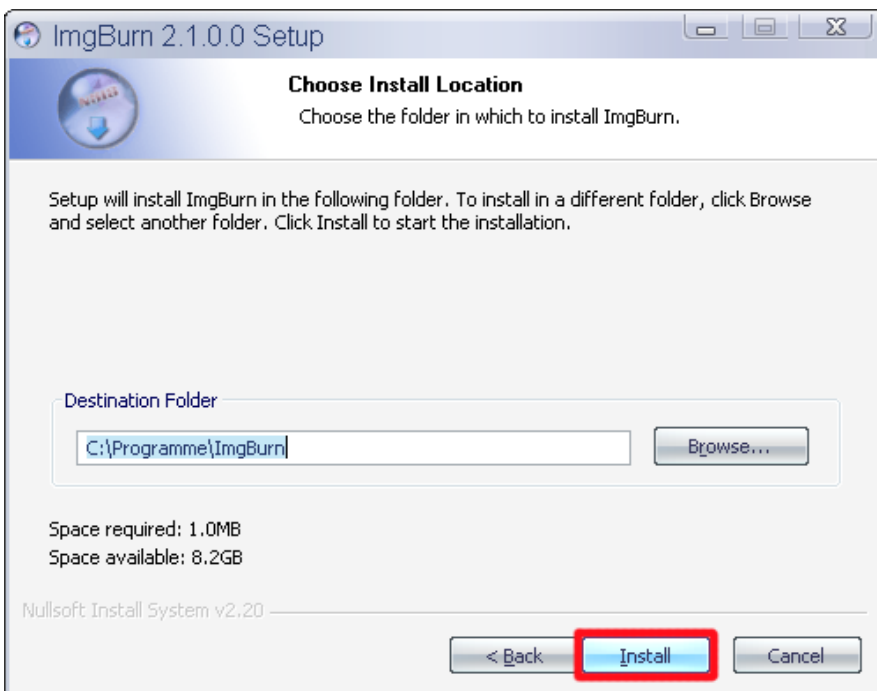 ImgBurn 2.1.0.0 Setup
Choose Install Location
Choose the folder in which to install ImgBurn.
Setup will install ImgBurn in the following folder. To install in a different folder, click Browse
and select another folder. Click Install to start the installation.
Destination Folder
C:\Programme\ImgBurn
Browse...
Space required: 1.0MB
Space available: 8.2GB
Nullsoft Install System v2.20
< Back
Install
Cancel